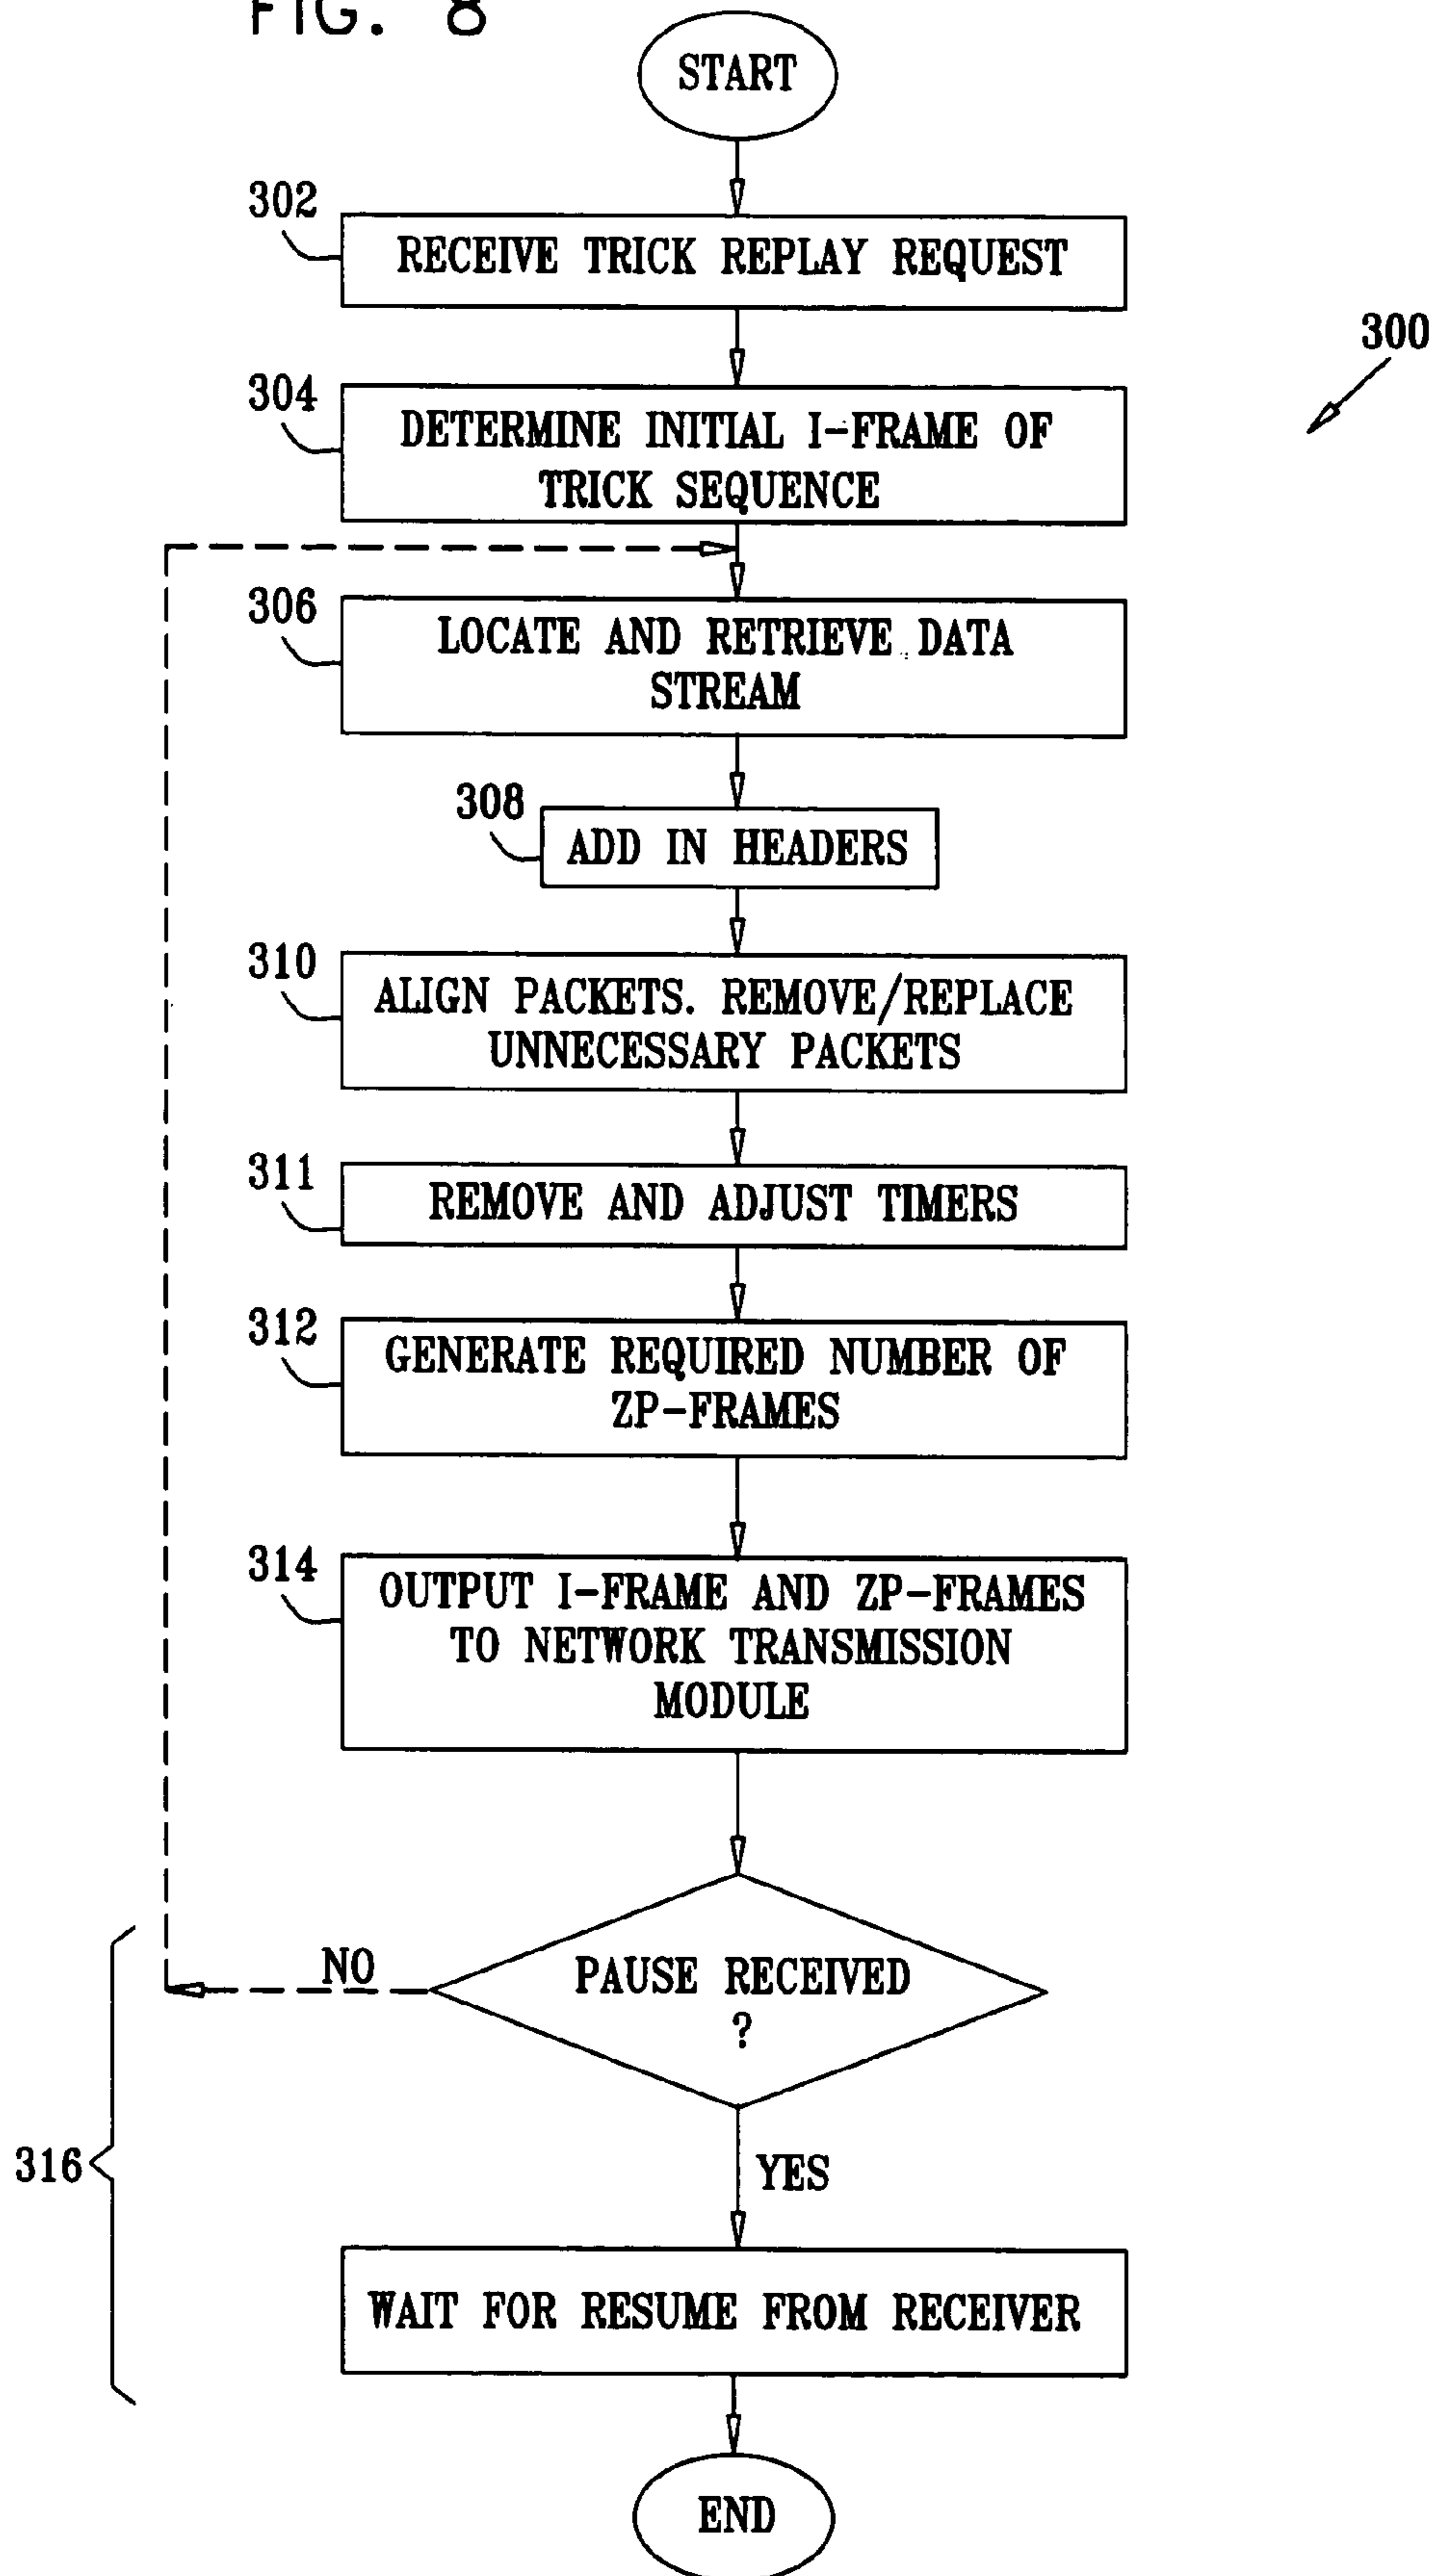 FIG. 8
START
302
RECEIVE TRICK REPLAY REQUEST
300
304
DETERMINE INITIAL I-FRAME OF
TRICK SEQUENCE
306
LOCATE AND RETRIEVE DATA
STREAM
308
ADD IN HEADERS
310
ALIGN PACKETS. REMOVE/REPLACE
UNNECESSARY PACKETS
311
REMOVE AND ADJUST TIMERS
312
GENERATE REQUIRED NUMBER OF
ZP-FRAMES
314
OUTPUT I-FRAME AND ZP-FRAMES
TO NETWORK TRANSMISSION
MODULE
NO
PAUSE RECEIVED
?
316
YES
WAIT FOR RESUME FROM RECEIVER
END